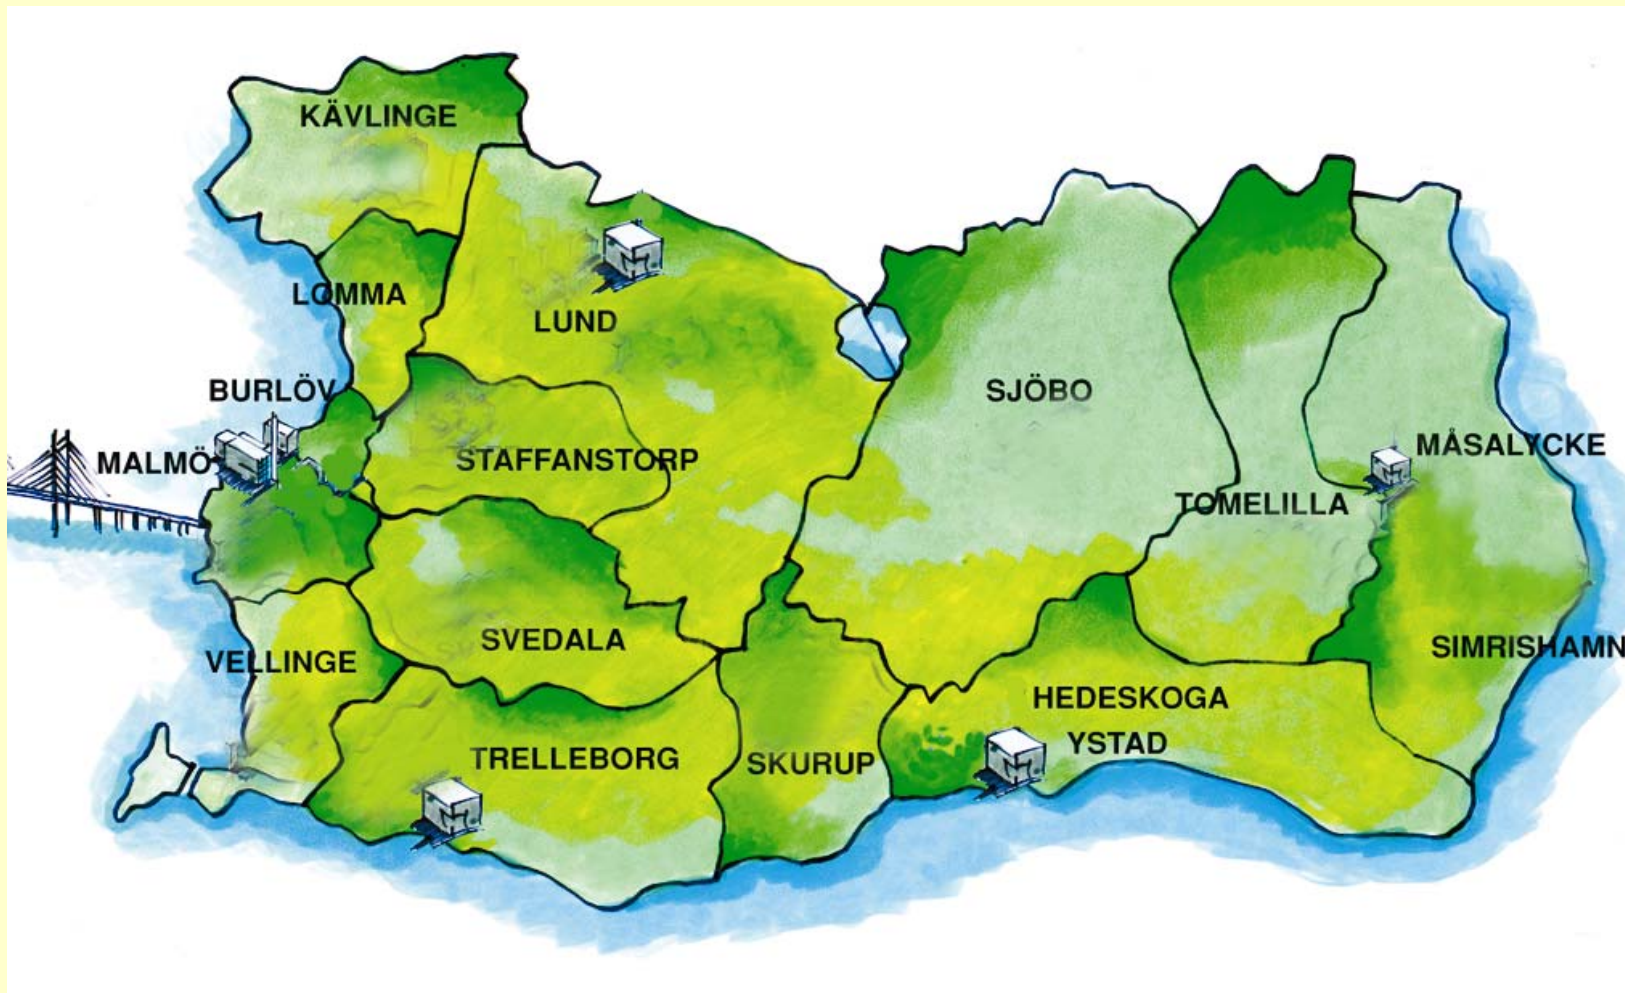 KÄVLINGE
LOMMA
LUND
BURLÖV
SJÖBO
MALMÖ
STAFFANSTORP
MÅSALYCKE
TOMELILLA
SVEDALA
SIMRISHAMN
VELLINGE
HEDESKOGA
YSTAD
TRELLEBORG
SKURUP